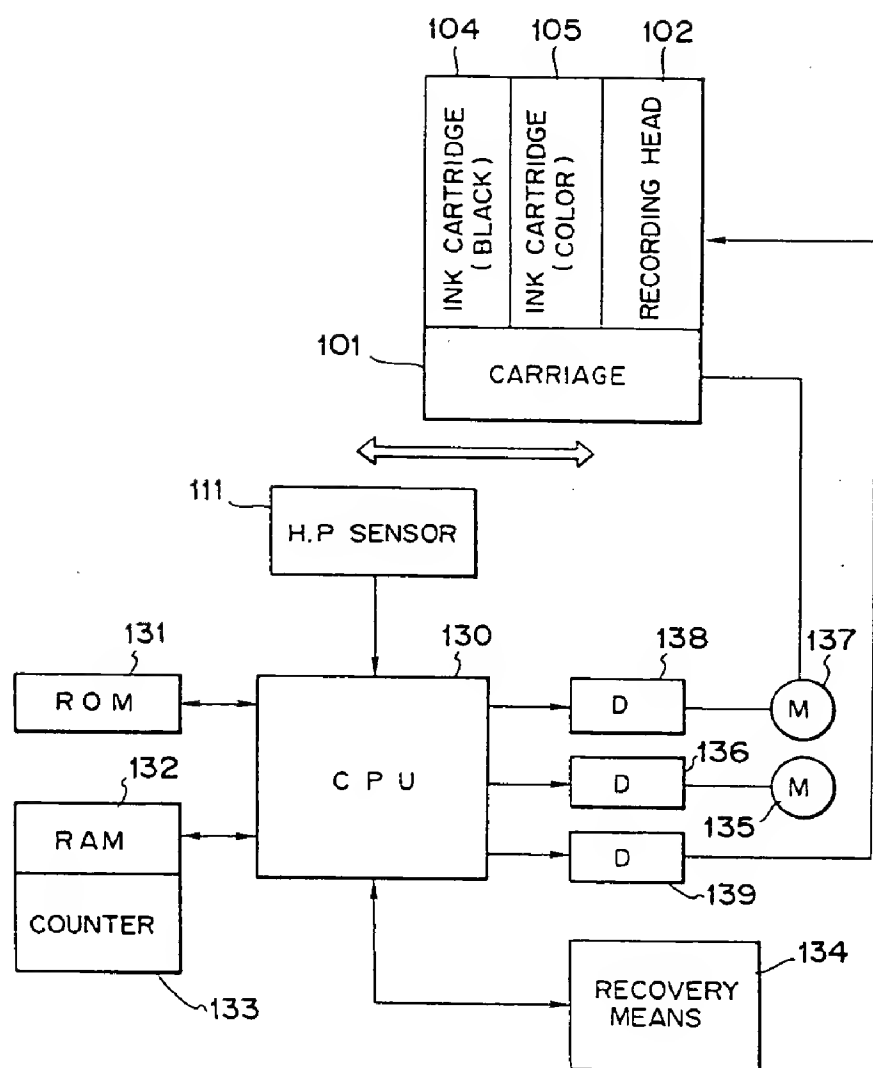 104
105
102
INK CARTRIDGE
(BLACK)
INK CARTRIDGE
(COLOR)
RECORDING HEAD
101
CARRIAGE
111
H.P SENSOR
131
130
138
137
ROM
D
M
132
136
CPU
D
M
135
RAM
D
139
COUNTER
133
134
RECOVERY
MEANS